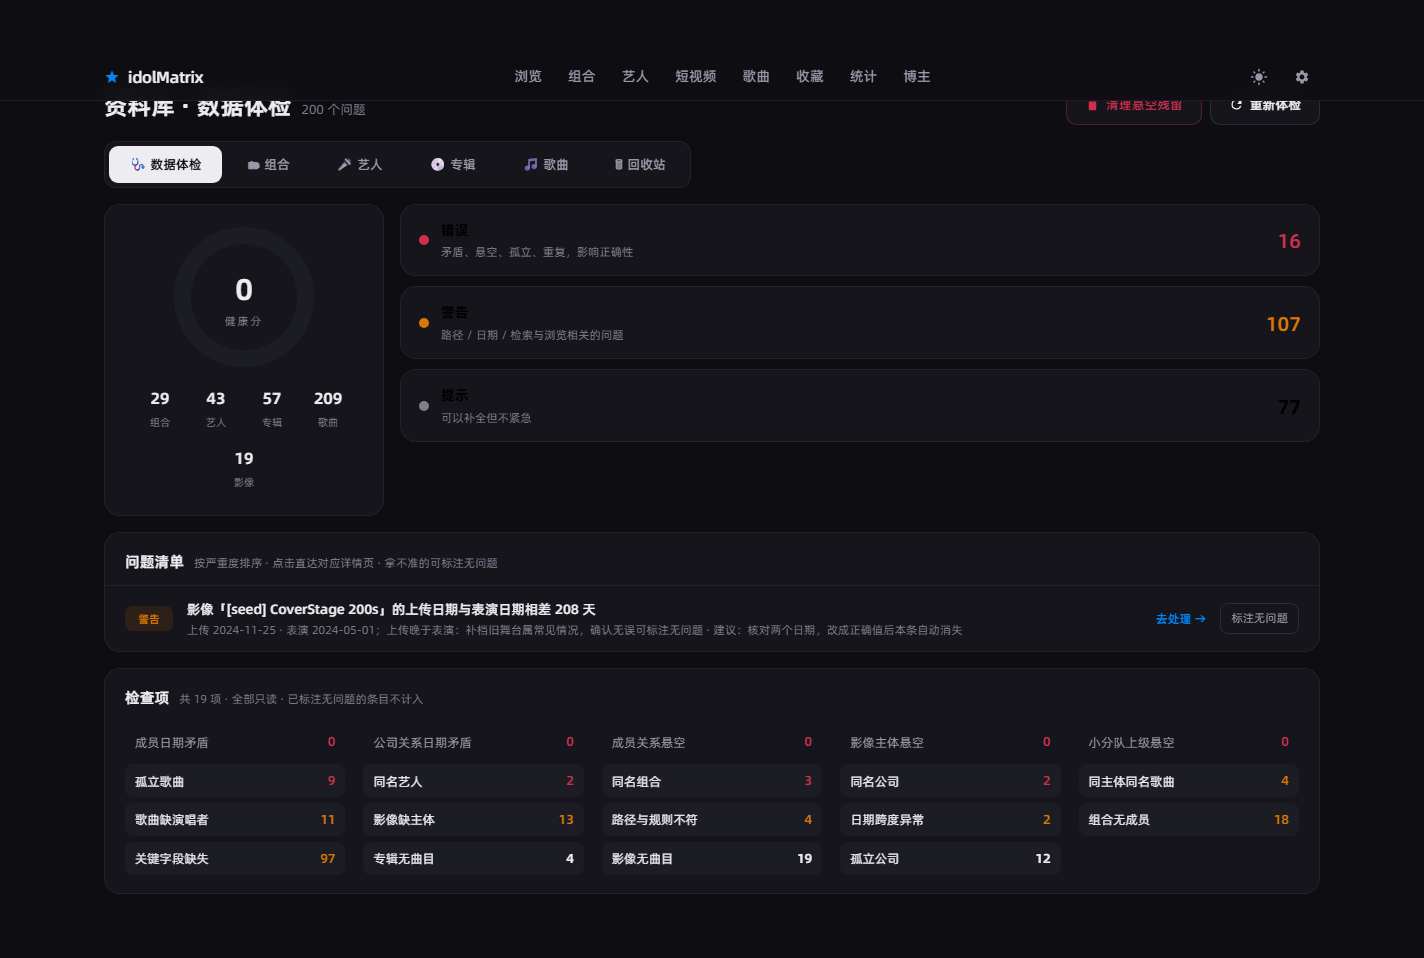 idolMatrix
浏览 组合 艺人 短视频 歌曲 收藏 统计 博主
资料库 · 数据体检 200 个问题
清理悬空残留 重新体检
数据体检 组合 艺人 专辑 歌曲 回收站
0
健康分
29 43 57 209
组合 艺人 专辑 歌曲
19
影像
错误
矛盾、悬空、孤立、重复，影响正确性
16
警告
路径 / 日期 / 检索与浏览相关的问题
107
提示
可以补全但不紧急
77
问题清单 按严重度排序 · 点击直达对应详情页 · 拿不准的可标注无问题
警告
影像「[seed] CoverStage 200s」的上传日期与表演日期相差 208 天
上传 2024-11-25 · 表演 2024-05-01；上传晚于表演：补档旧舞台属常见情况，确认无误可标注无问题 · 建议：核对两个日期，改成正确值后本条自动消失
去处理 → 标注无问题
检查项 共 19 项 · 全部只读 · 已标注无问题的条目不计入
成员日期矛盾 0 公司关系日期矛盾 0 成员关系悬空 0 影像主体悬空 0 小分队上级悬空 0
孤立歌曲 9 同名艺人 2 同名组合 3 同名公司 2 同主体同名歌曲 4
歌曲缺演唱者 11 影像缺主体 13 路径与规则不符 4 日期跨度异常 2 组合无成员 18
关键字段缺失 97 专辑无曲目 4 影像无曲目 19 孤立公司 12